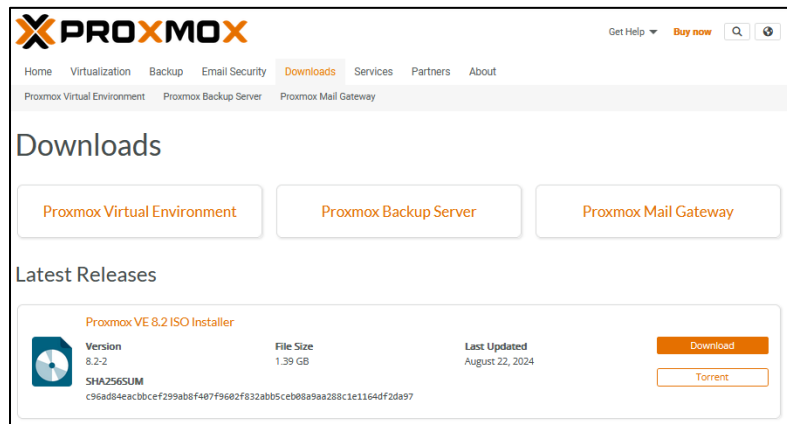 PROXMOX
Get Help Buy now
Home Virtualization Backup Email Security Downloads Services Partners About
Proxmox Virtual Environment Proxmox Backup Server Proxmox Mail Gateway
Downloads
Proxmox Virtual Environment Proxmox Backup Server Proxmox Mail Gateway
Latest Releases
Proxmox VE 8.2 ISO Installer
Version File Size Last Updated Download
8.2-2 1.39 GB August 22, 2024
SHA256SUM Torrent
c96ad84eacbbcef299ab8f407f9602f832abb5ceb08a9aa288c1e1164df2da97